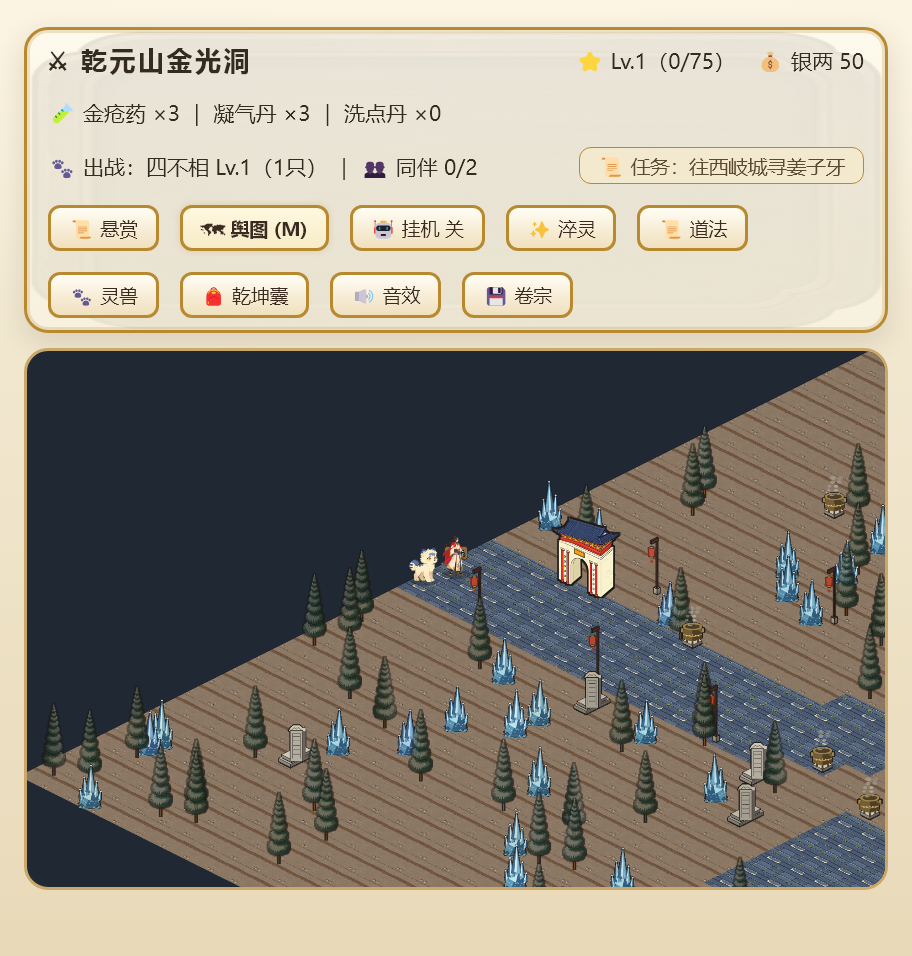 乾元山金光洞
Lv.1（0/75） 银两 50
金疮药 ×3 | 凝气丹 ×3 | 洗点丹 ×0
出战：四不相 Lv.1（1只） | 同伴 0/2
任务：往西岐城寻姜子牙
悬赏 舆图 (M) 挂机 关 淬灵 道法
灵兽 乾坤囊 音效 卷宗